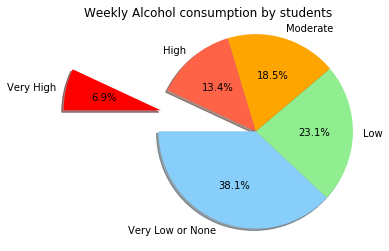 Weekly Alcohol consumption by students
Moderate
High
18.5%
Very High
13.4%
6.9%
23.1%
Low
38.1%
Very Low or None